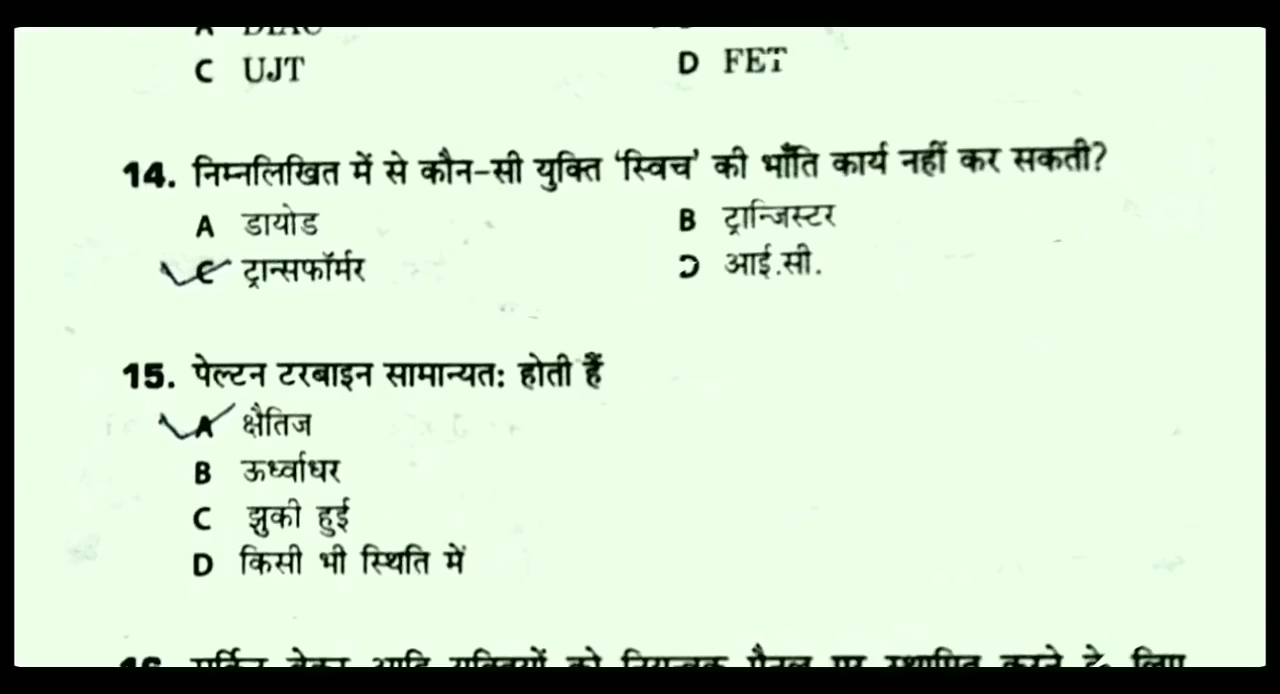 C UJT
D FET
14. निम्नलिखित में से कौन-सी युक्ति 'स्विच' की भाँति कार्य नहीं कर सकती?
A डायोड
B ट्रान्जिस्टर
C ट्रान्सफॉर्मर
D आई.सी.
15. पेल्टन टरबाइन सामान्यतः होती हैं
A क्षैतिज
B ऊर्ध्वाधर
C झुकी हुई
D किसी भी स्थिति में